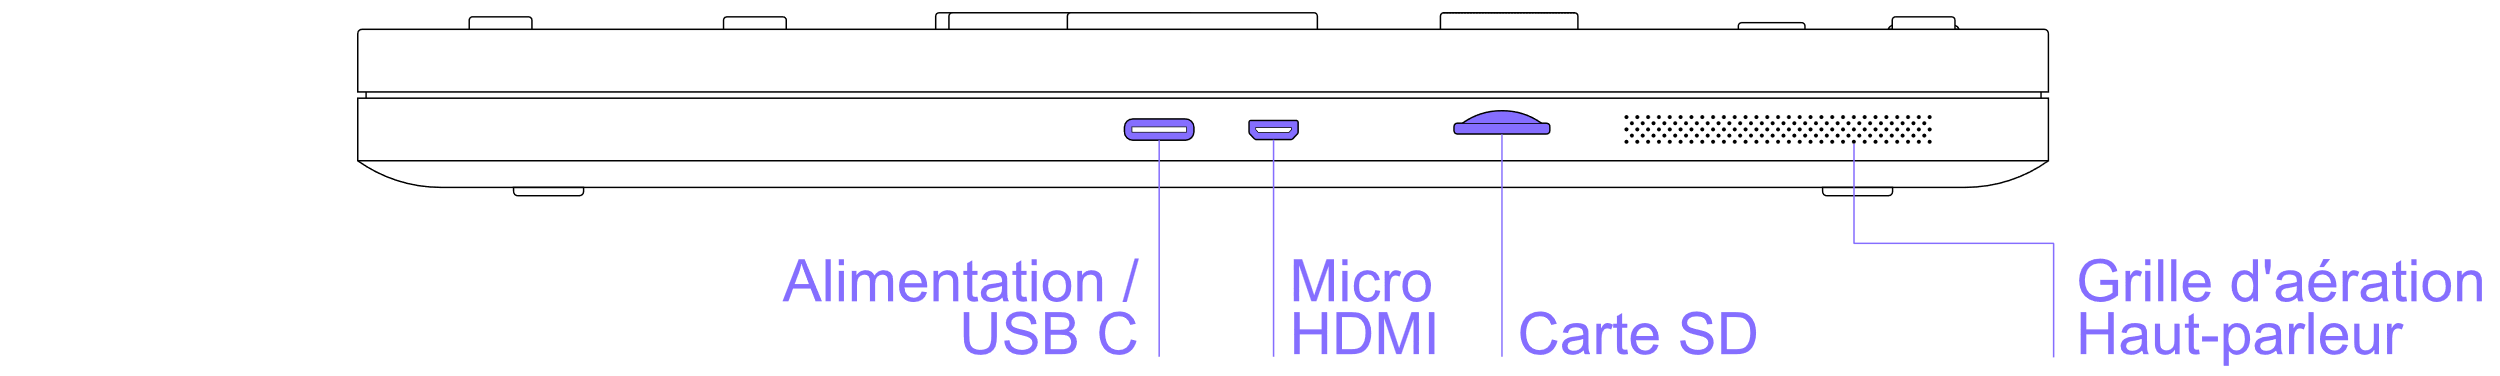 Alimentation /
USB C
Micro
HDMI
Carte SD
Grille d'aération
Haut-parleur